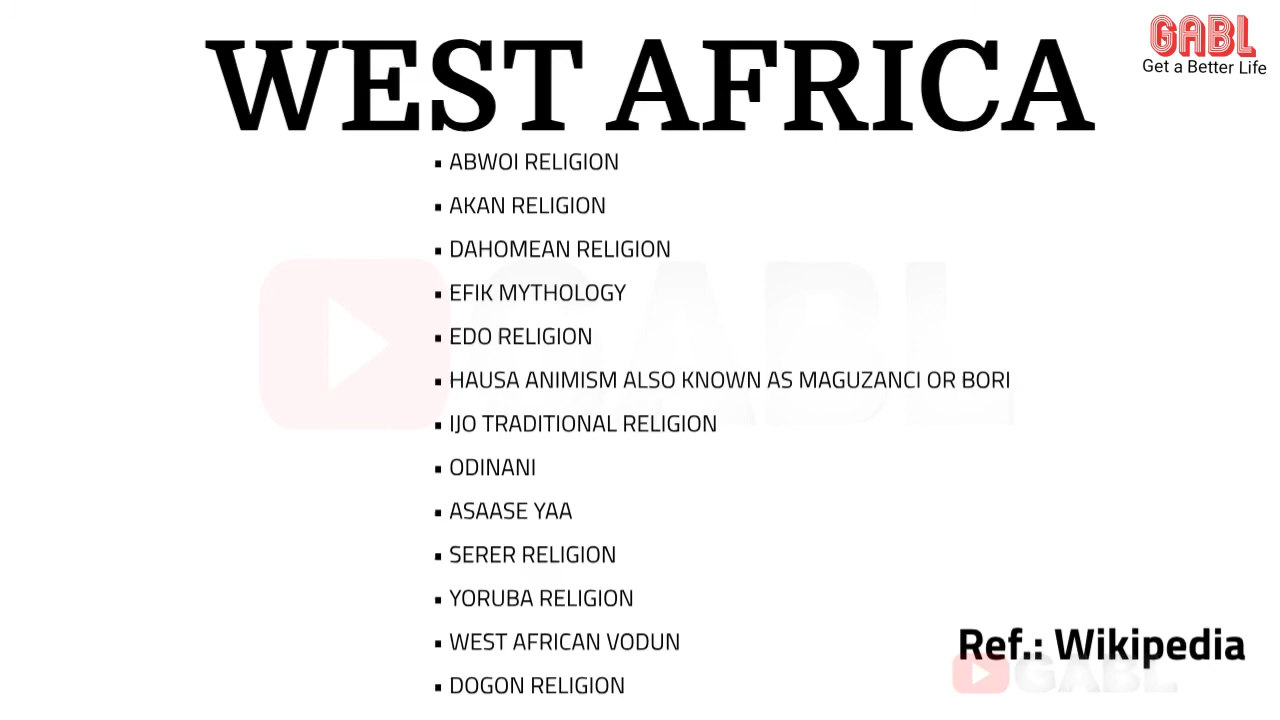 WEST AFRICA
GABL
Get a Better Life
▪ ABWOI RELIGION
▪ AKAN RELIGION
▪ DAHOMEAN RELIGION
▪ EFIK MYTHOLOGY
▪ EDO RELIGION
▪ HAUSA ANIMISM ALSO KNOWN AS MAGUZANCI OR BORI
▪ IJO TRADITIONAL RELIGION
▪ ODINANI
▪ ASAASE YAA
▪ SERER RELIGION
▪ YORUBA RELIGION
▪ WEST AFRICAN VODUN
▪ DOGON RELIGION
GABL
Ref.: Wikipedia
GABL